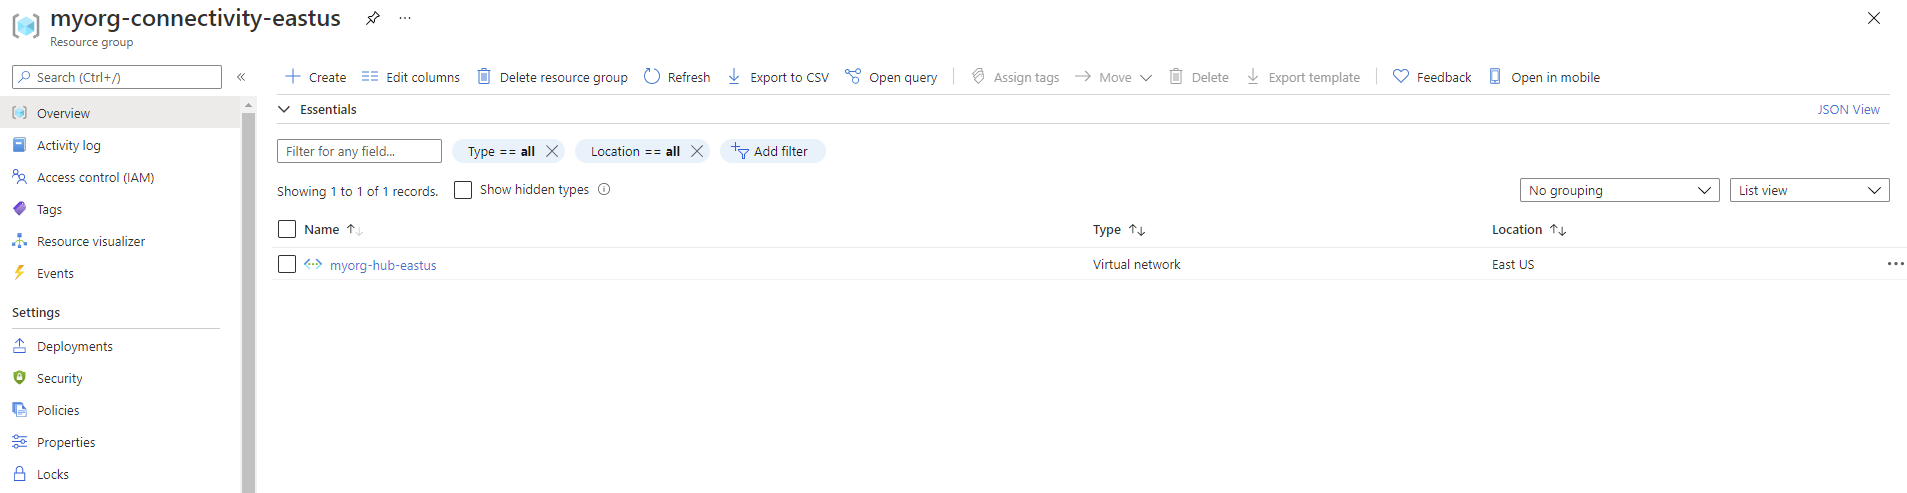 myorg-connectivity-eastus
Resource group
Search (Ctrl+/)
Overview
Activity log
Access control (IAM)
Tags
Resource visualizer
Events
Settings
Deployments
Security
Policies
Properties
Locks
Create Edit columns Delete resource group Refresh Export to CSV Open query Assign tags Move Delete Export template Feedback Open in mobile
Essentials JSON View
Filter for any field... Type == all Location == all Add filter
Showing 1 to 1 of 1 records. Show hidden types No grouping List view
Name Type Location
myorg-hub-eastus Virtual network East US